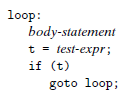 loop:
body-statement
t = test-expr;
if (t)
goto loop;